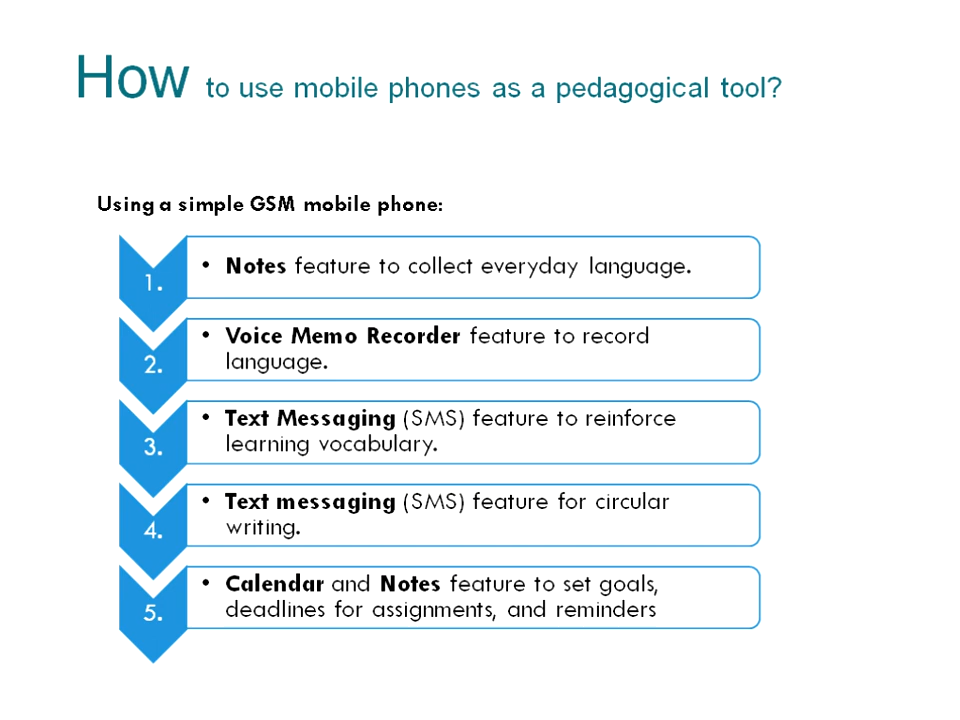 How to use mobile phones as a pedagogical tool?
Using a simple GSM mobile phone:
1.
• Notes feature to collect everyday language.
2.
• Voice Memo Recorder feature to record
language.
3.
• Text Messaging (SMS) feature to reinforce
learning vocabulary.
4.
• Text messaging (SMS) feature for circular
writing.
5.
• Calendar and Notes feature to set goals,
deadlines for assignments, and reminders